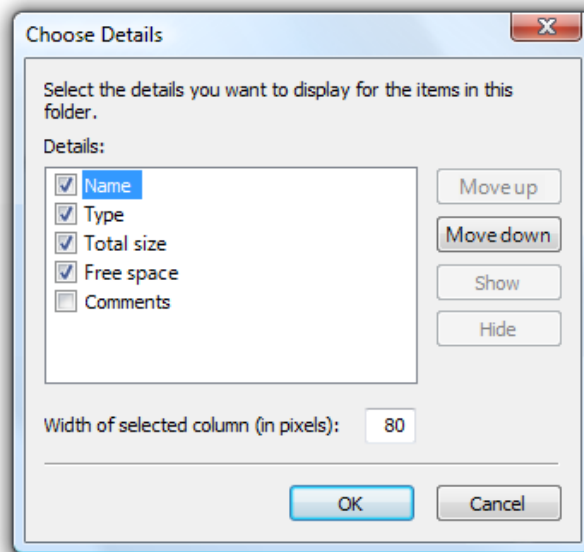 Choose Details
Select the details you want to display for the items in this
folder.
Details:
Name
Type
Total size
Free space
Comments
Move up
Move down
Show
Hide
Width of selected column (in pixels): 80
OK
Cancel